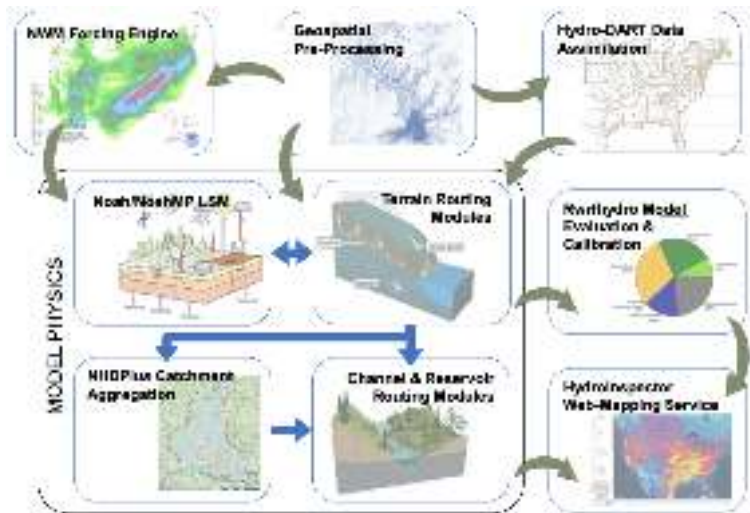 NWM Forcing Engine
Geospatial
Pre-Processing
Hydro-DART Data
Assimilation
Noah/NoahMP LSM
Terrain Routing
Modules
Rwrfhydro Model
Evaluation &
Calibration
MODEL PHYSICS
NHDPlus Catchment
Aggregation
Channel & Reservoir
Routing Modules
HydroInspector
Web-Mapping Service